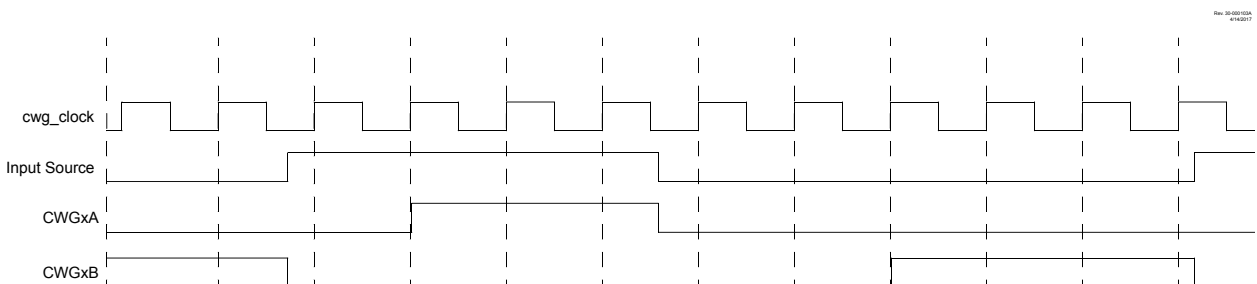 Rev. 30-000103A
4/14/2017
cwg_clock
Input Source
CWGxA
CWGxB